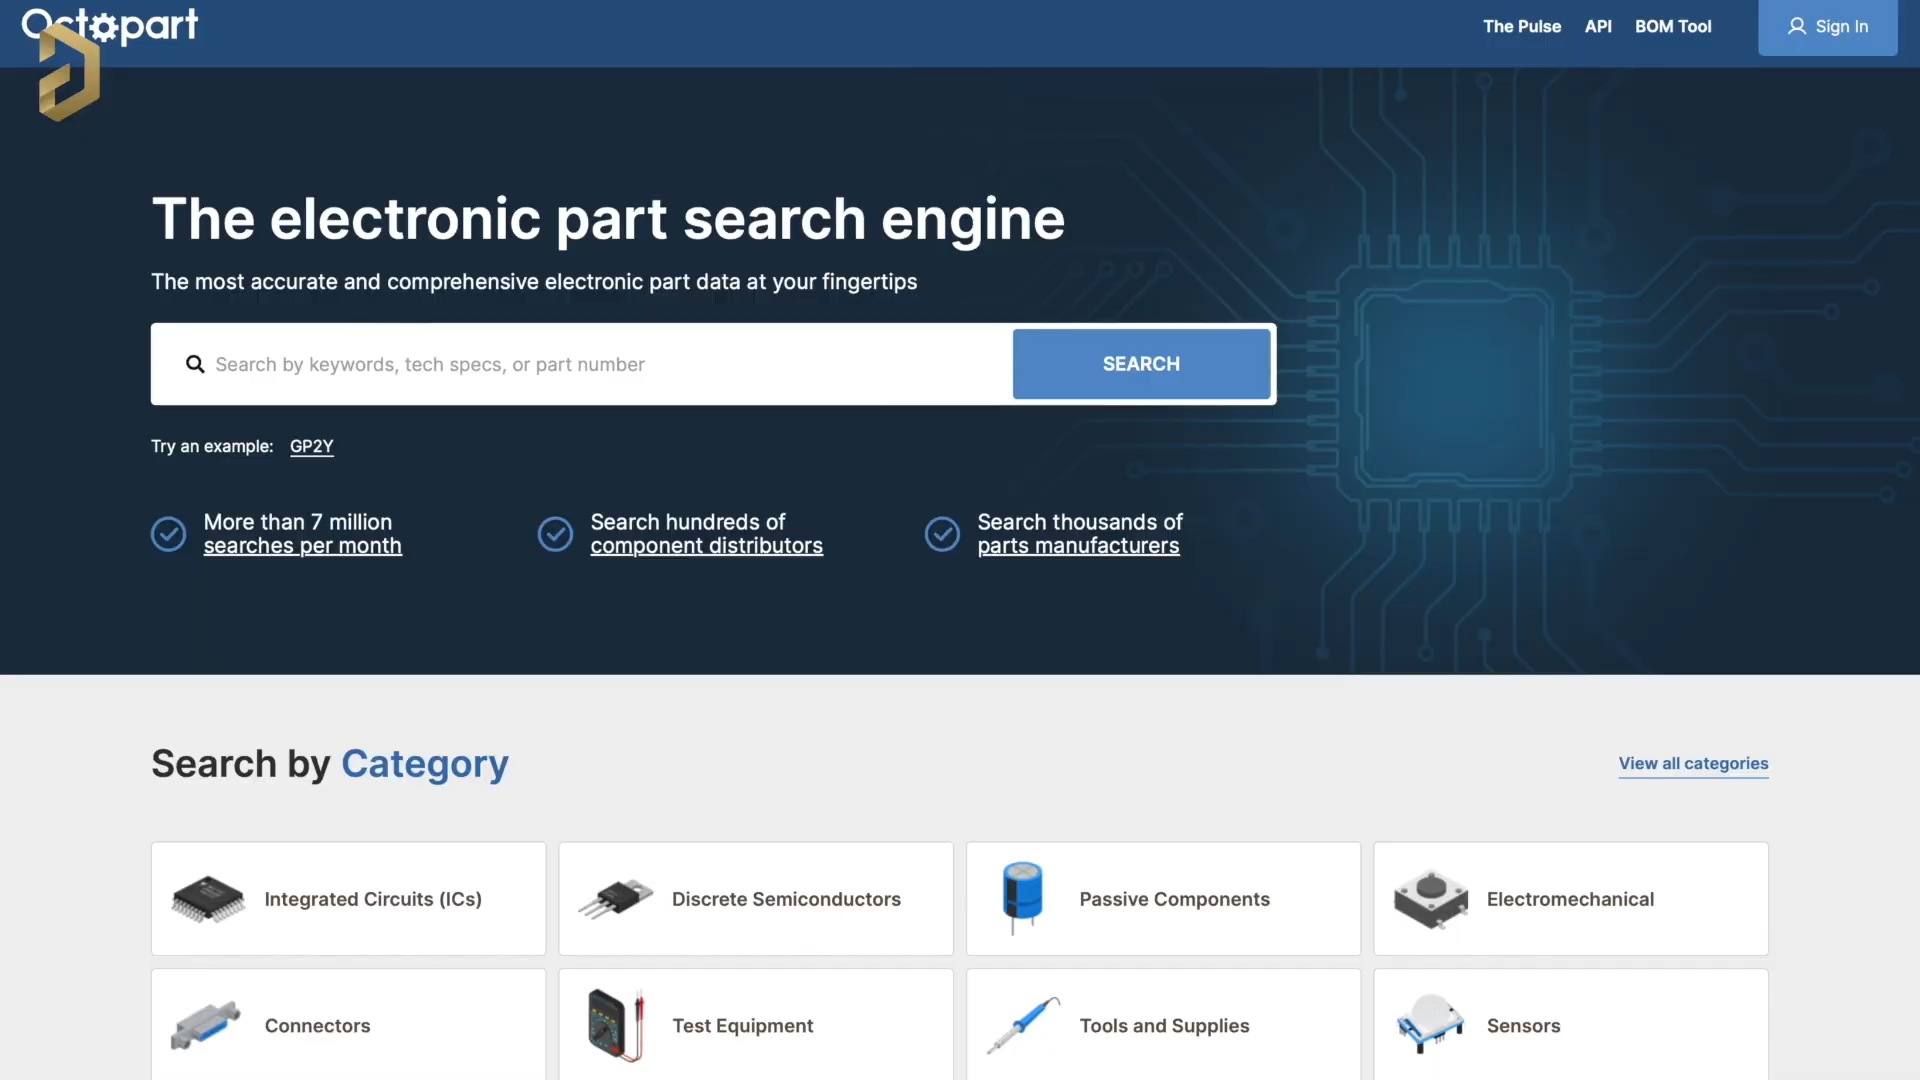 Octopart
The Pulse
API
BOM Tool
Sign In
The electronic part search engine
The most accurate and comprehensive electronic part data at your fingertips
Search by keywords, tech specs, or part number
SEARCH
Try an example: GP2Y
More than 7 million
searches per month
Search hundreds of
component distributors
Search thousands of
parts manufacturers
Search by Category
View all categories
Integrated Circuits (ICs)
Discrete Semiconductors
Passive Components
Electromechanical
Connectors
Test Equipment
Tools and Supplies
Sensors